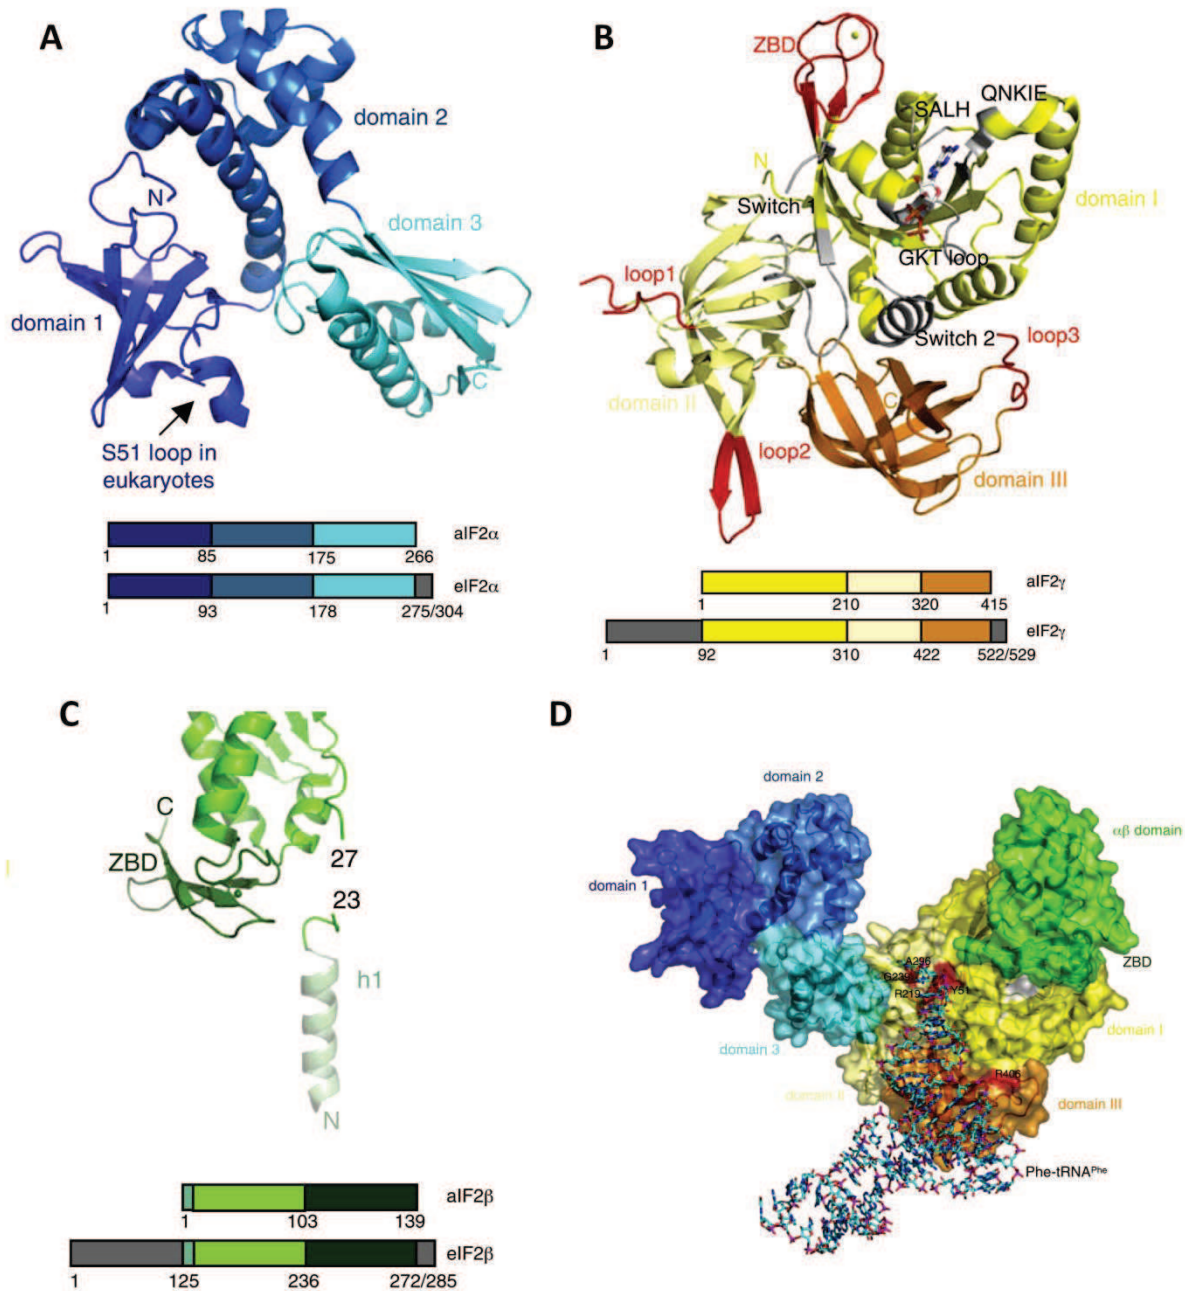 A
domain 2
N
domain 3
domain 1
C
S51 loop in
eukaryotes
aIF2α
1 85 175 266
eIF2α
1 93 178 275/304
B
ZBD
SALH
QNKIE
N
Switch 1
domain I
GKT loop
loop1
Switch 2
loop3
domain II
C
loop2
domain III
aIF2γ
1 210 320 415
eIF2γ
1 92 310 422 522/529
C
C
ZBD
27
23
h1
N
aIF2β
1 103 139
eIF2β
1 125 236 272/285
I
D
domain 2
αβ domain
domain 1
ZBD
A296
Y51
R219
domain I
domain 3
R406
domain II
domain III
Phe-tRNAPhe